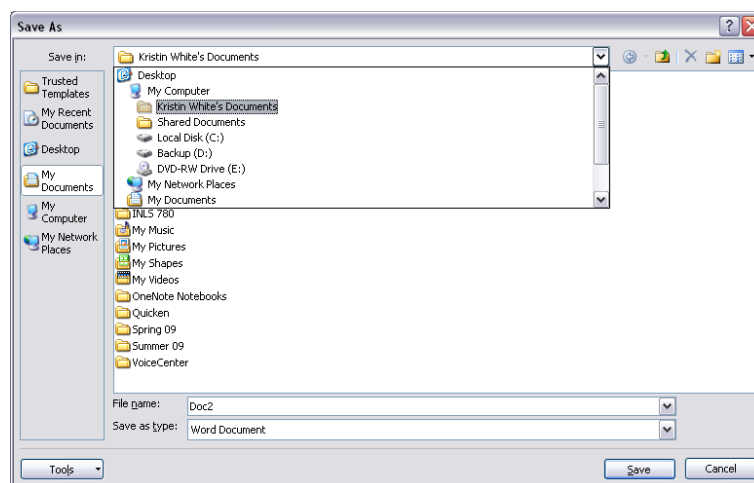 Save As
Save in:
Kristin White's Documents
Trusted
Templates
My Recent
Documents
Desktop
My
Documents
My
Computer
My Network
Places
Desktop
My Computer
Kristin White's Documents
Shared Documents
Local Disk (C:)
Backup (D:)
DVD-RW Drive (E:)
My Network Places
My Documents
INLS 780
My Music
My Pictures
My Shapes
My Videos
OneNote Notebooks
Quicken
Spring 09
Summer 09
VoiceCenter
File name:
Doc2
Save as type:
Word Document
Tools
Save
Cancel